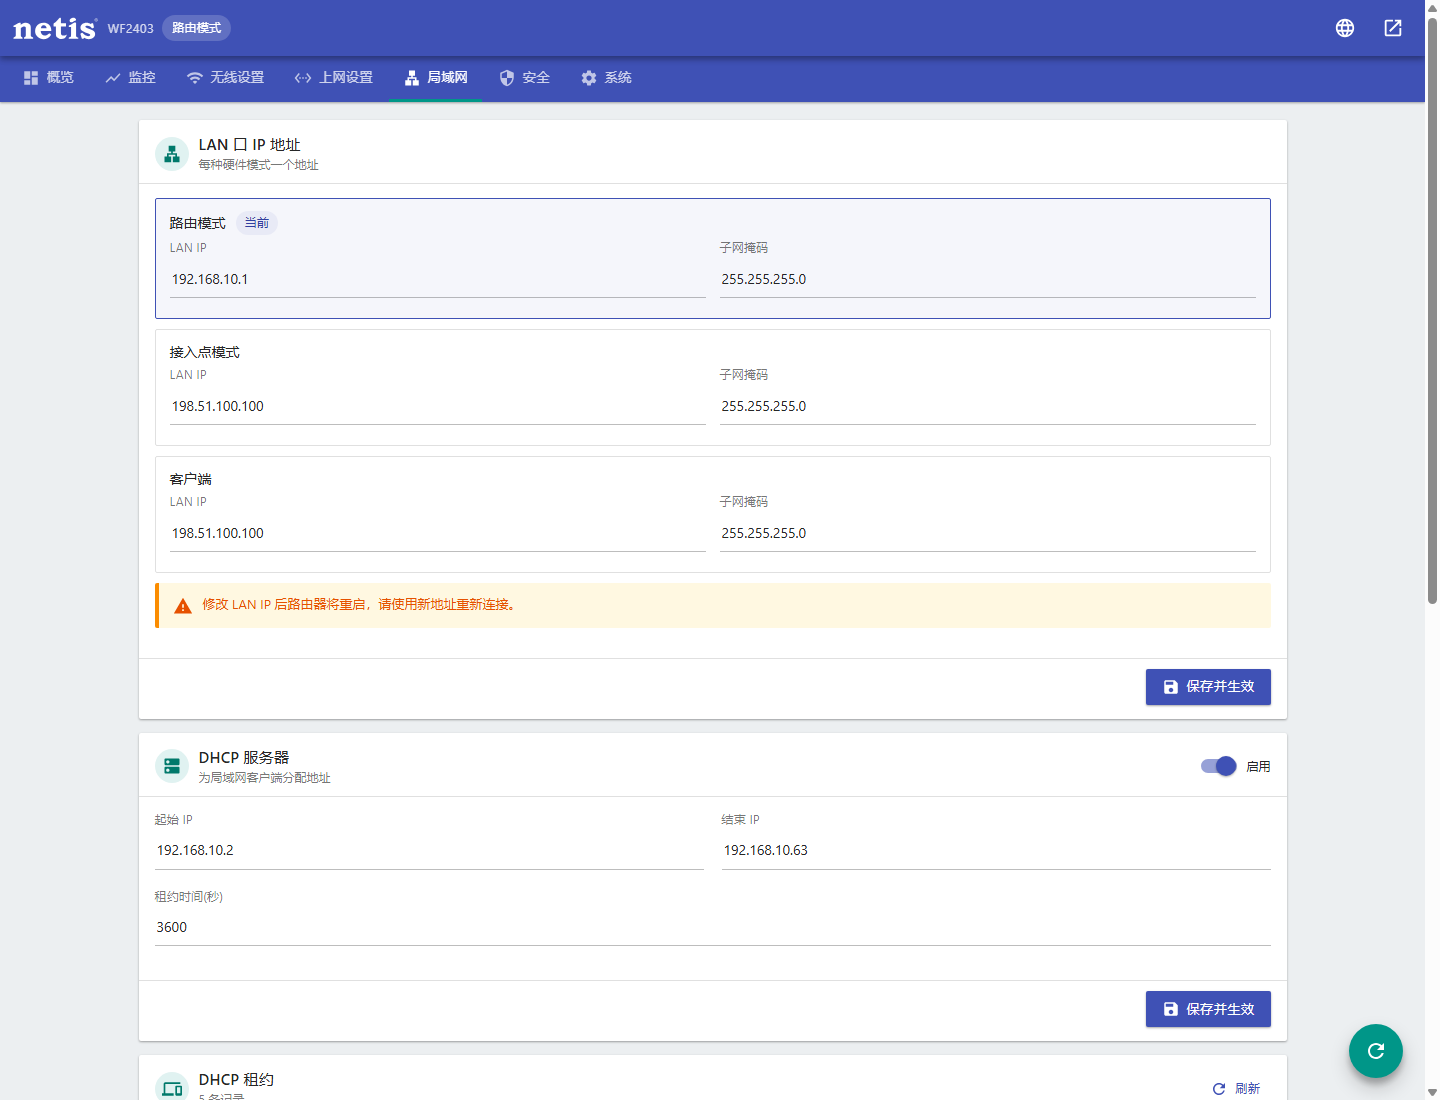 netis WF2403 路由模式
概览 监控 无线设置 上网设置 局域网 安全 系统
LAN 口 IP 地址
每种硬件模式一个地址
路由模式 当前
LAN IP 子网掩码
192.168.10.1 255.255.255.0
接入点模式
LAN IP 子网掩码
198.51.100.100 255.255.255.0
客户端
LAN IP 子网掩码
198.51.100.100 255.255.255.0
修改 LAN IP 后路由器将重启，请使用新地址重新连接。
保存并生效
DHCP 服务器
为局域网客户端分配地址
启用
起始 IP 结束 IP
192.168.10.2 192.168.10.63
租约时间(秒)
3600
保存并生效
DHCP 租约
5 条记录
刷新